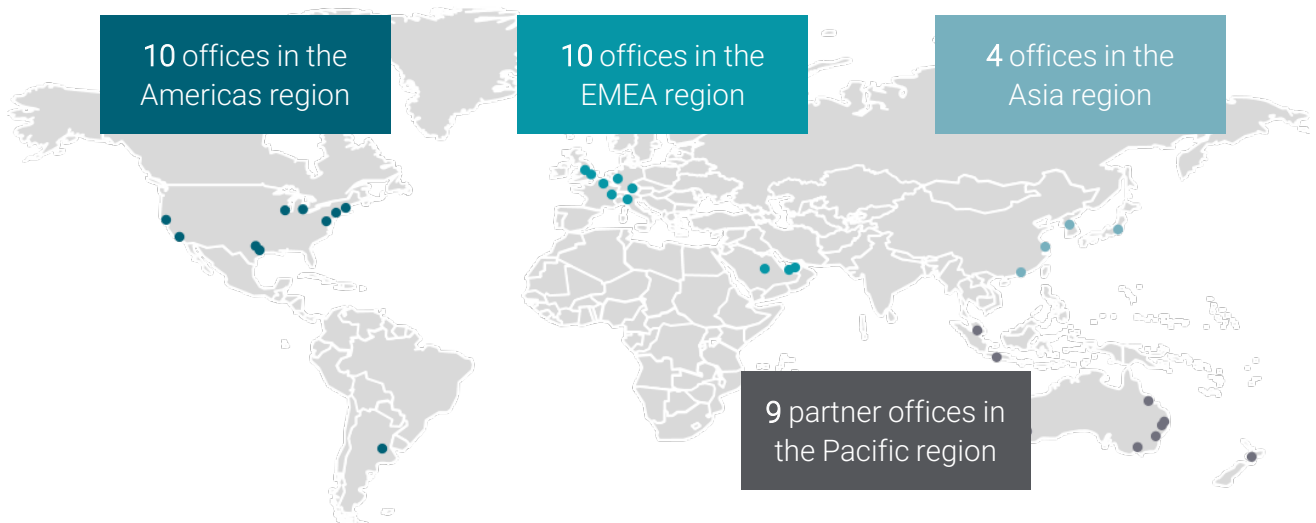 10 offices in the
Americas region
10 offices in the
EMEA region
4 offices in the
Asia region
9 partner offices in
the Pacific region